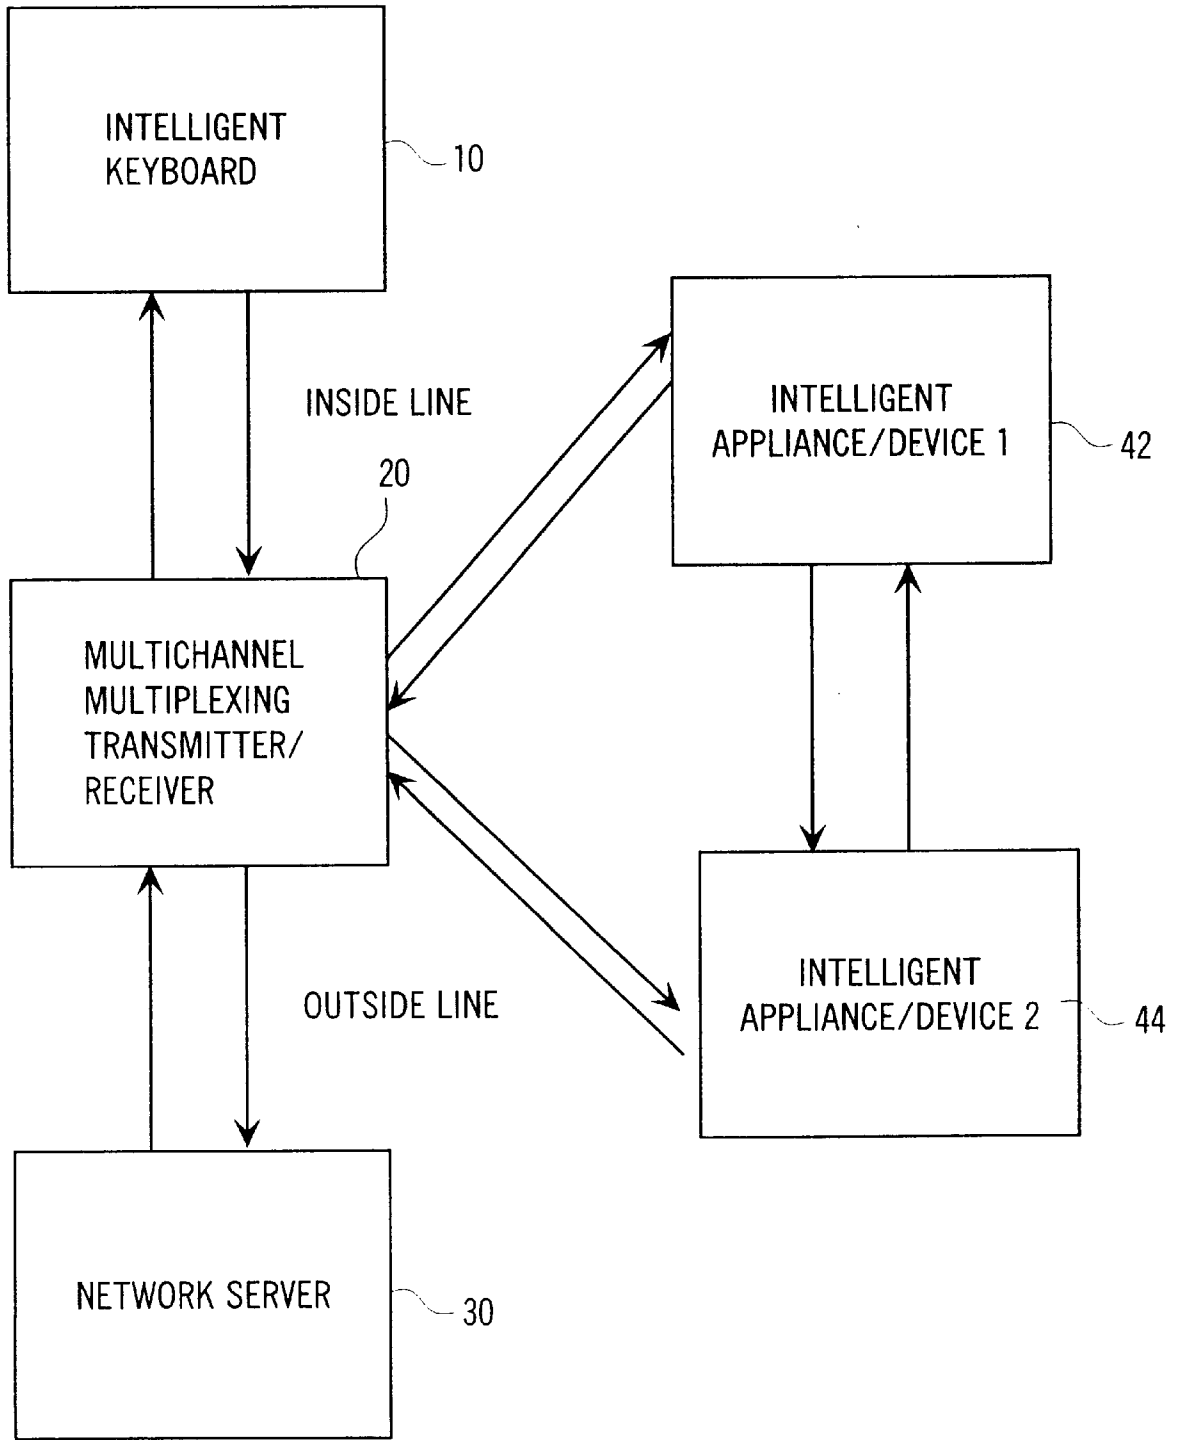 INTELLIGENT
KEYBOARD
10
INSIDE LINE
INTELLIGENT
APPLIANCE/DEVICE 1
42
20
MULTICHANNEL
MULTIPLEXING
TRANSMITTER/
RECEIVER
INTELLIGENT
APPLIANCE/DEVICE 2
44
OUTSIDE LINE
NETWORK SERVER
30